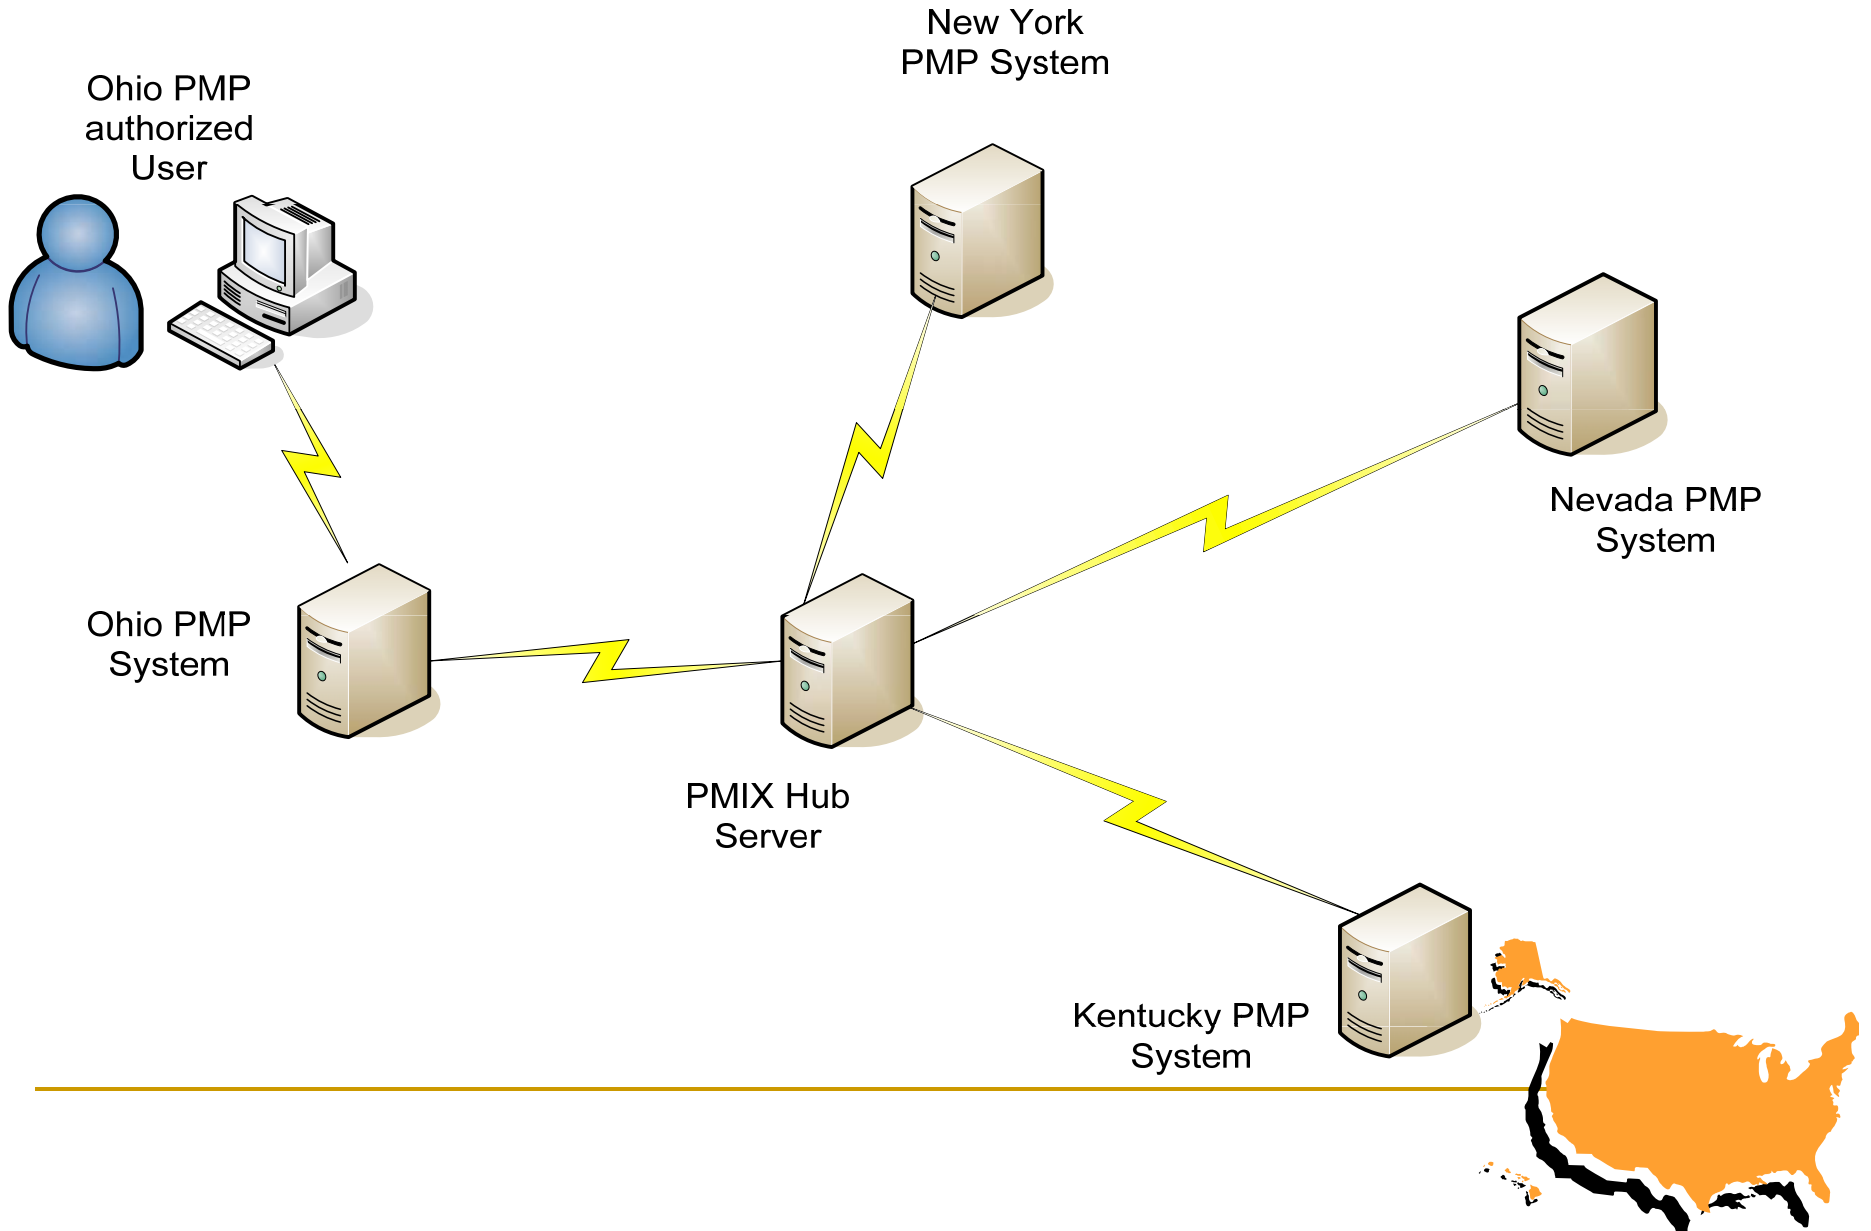 New York
PMP System
Ohio PMP
authorized
User
Nevada PMP
System
Ohio PMP
System
PMIX Hub
Server
Kentucky PMP
System